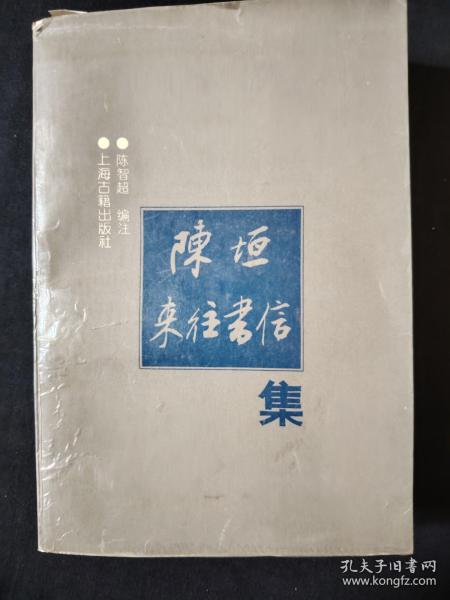 陈智超 编注
上海古籍出版社
陳垣
来往書信
集
孔夫子旧书网
www.kongfz.com